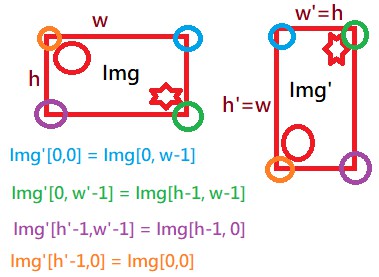 w
w'=h
Img
h
Img'
h'=w
Img'[0,0] = Img[0, w-1]
Img'[0, w'-1] = Img[h-1, w-1]
Img'[h'-1,w'-1] = Img[h-1, 0]
Img'[h'-1,0] = Img[0,0]